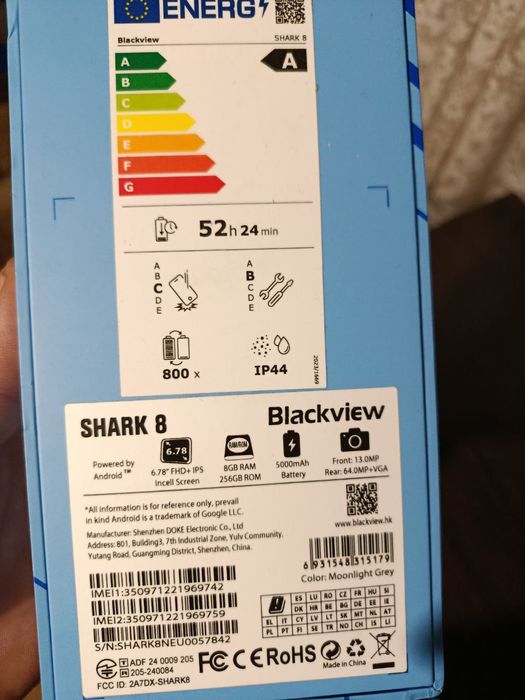 ENERG
Blackview SHARK 8
A A
B
C
D
E
F
G
52h 24min
A
B
C
D
E
A
B
C
D
E
800 x
IP44
2023/1669
SHARK 8
Blackview
Powered by
Android™
6.78
6.78" FHD+ IPS
Incell Screen
RAM/ROM
8GB RAM
256GB ROM
5000mAh
Battery
Front: 13.0MP
Rear: 64.0MP+VGA
*All information is for reference only, prevail
in kind Android is a trademark of Google LLC.
Manufacturer: Shenzhen DOKE Electronic Co., Ltd
Address: 801, Building3, 7th Industrial Zone, Yulv Community.
Yutang Road, Guangming District, Shenzhen, China.
www.blackview.hk
6 931548 315179
Color: Moonlight Grey
IMEI1:350971221969742
IMEI2:350971221969759
S/N:SHARK8NEU0057842
ES LU RO CZ FR HU SI
DK HR BE BG DE EE IE
EL IT CY LV LT SK MT NL AT
PL PT FI SE TR NO CH IS LI
ADF 24 0009 205
205-240084
FCC ID: 2A7DX-SHARK8
FC CE RoHS
Made in China